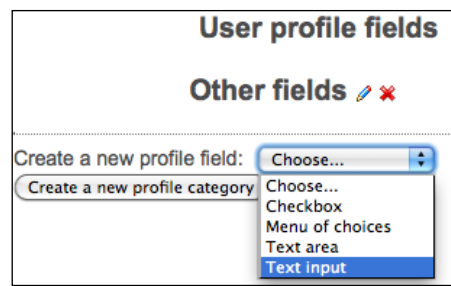 User profile fields
Other fields
Create a new profile field: Choose...
Create a new profile category
Choose...
Checkbox
Menu of choices
Text area
Text input